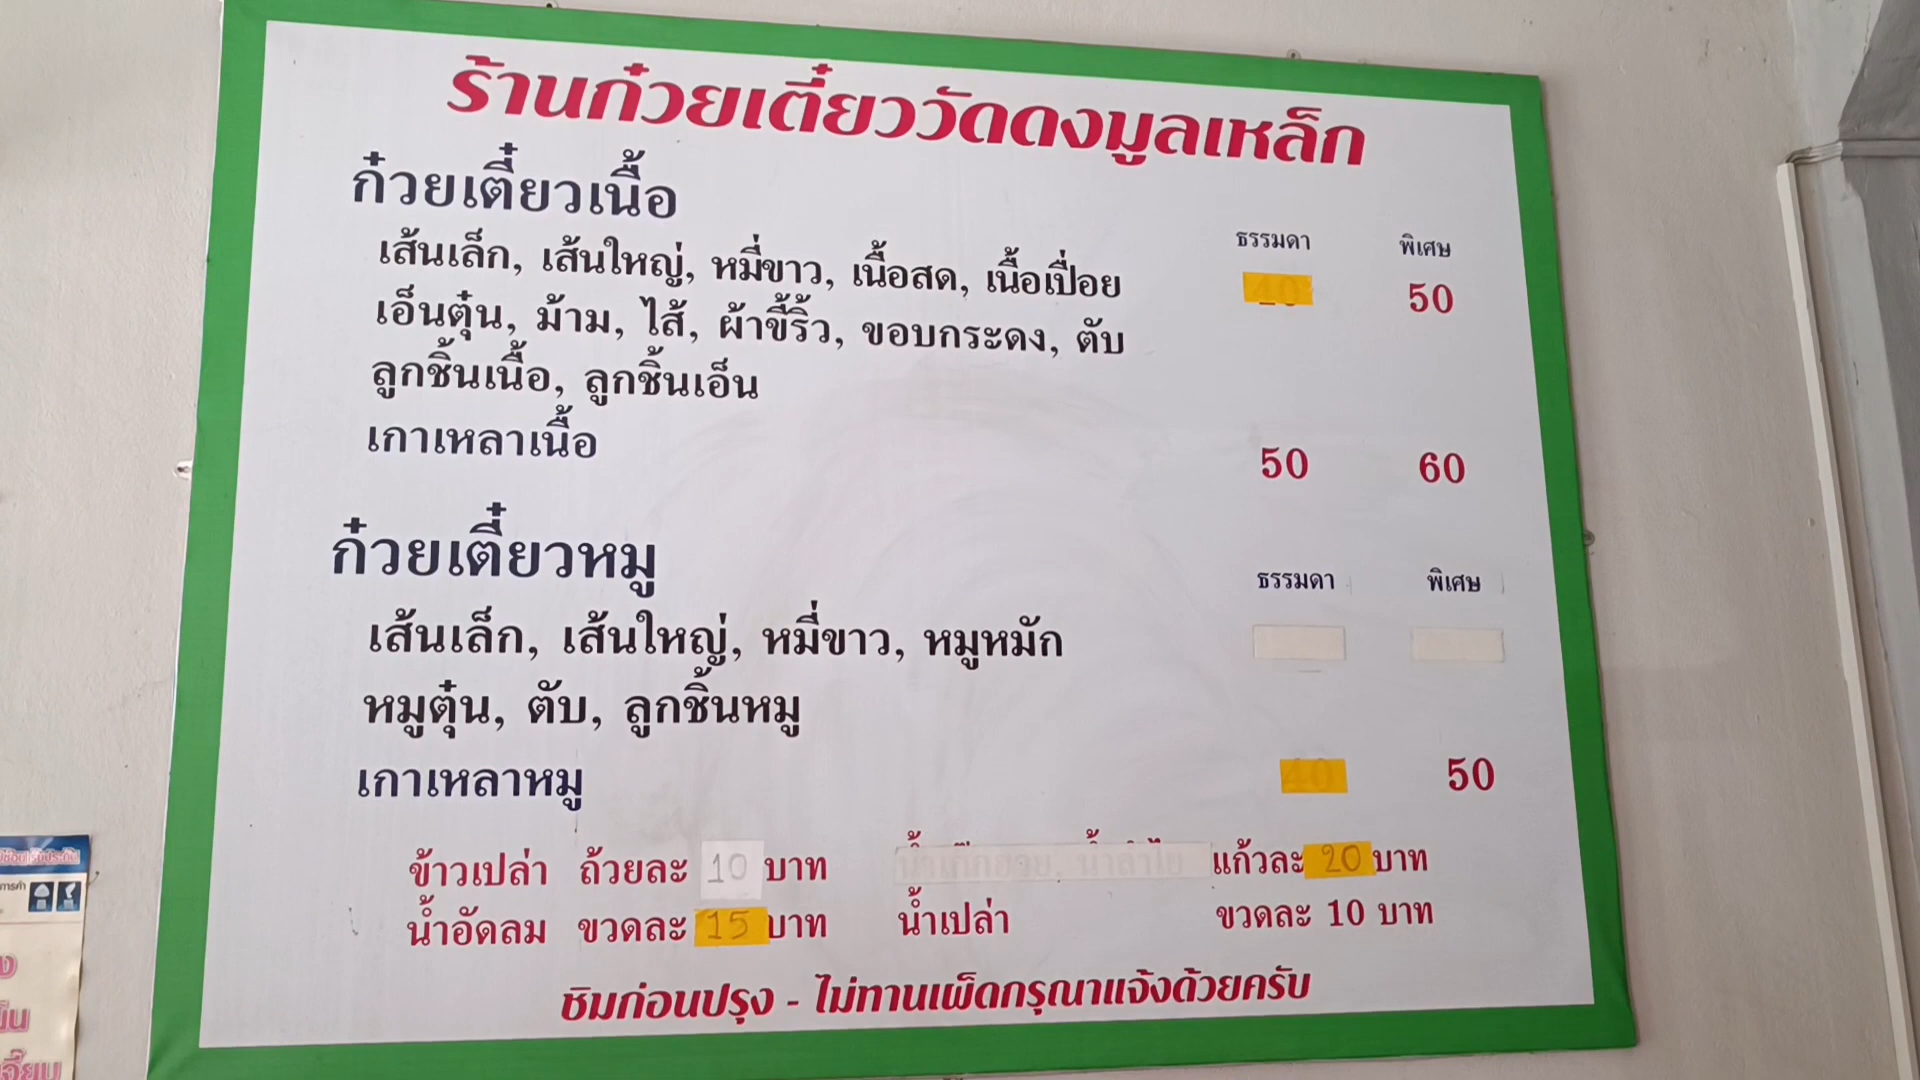 ร้านก๋วยเตี๋ยววัดดงมูลเหล็ก
ก๋วยเตี๋ยวเนื้อ
ธรรมดา พิเศษ
เส้นเล็ก, เส้นใหญ่, หมี่ขาว, เนื้อสด, เนื้อเปื่อย 40 50
เอ็นตุ๋น, ม้าม, ไส้, ผ้าขี้ริ้ว, ขอบกระดง, ตับ
ลูกชิ้นเนื้อ, ลูกชิ้นเอ็น
เกาเหลาเนื้อ 50 60
ก๋วยเตี๋ยวหมู
ธรรมดา พิเศษ
เส้นเล็ก, เส้นใหญ่, หมี่ขาว, หมูหมัก
หมูตุ๋น, ตับ, ลูกชิ้นหมู
เกาเหลาหมู 40 50
ข้าวเปล่า ถ้วยละ 10 บาท น้ำลำไย แก้วละ 20 บาท
น้ำอัดลม ขวดละ 15 บาท น้ำเปล่า ขวดละ 10 บาท
ชิมก่อนปรุง - ไม่ทานเผ็ดกรุณาแจ้งด้วยครับ